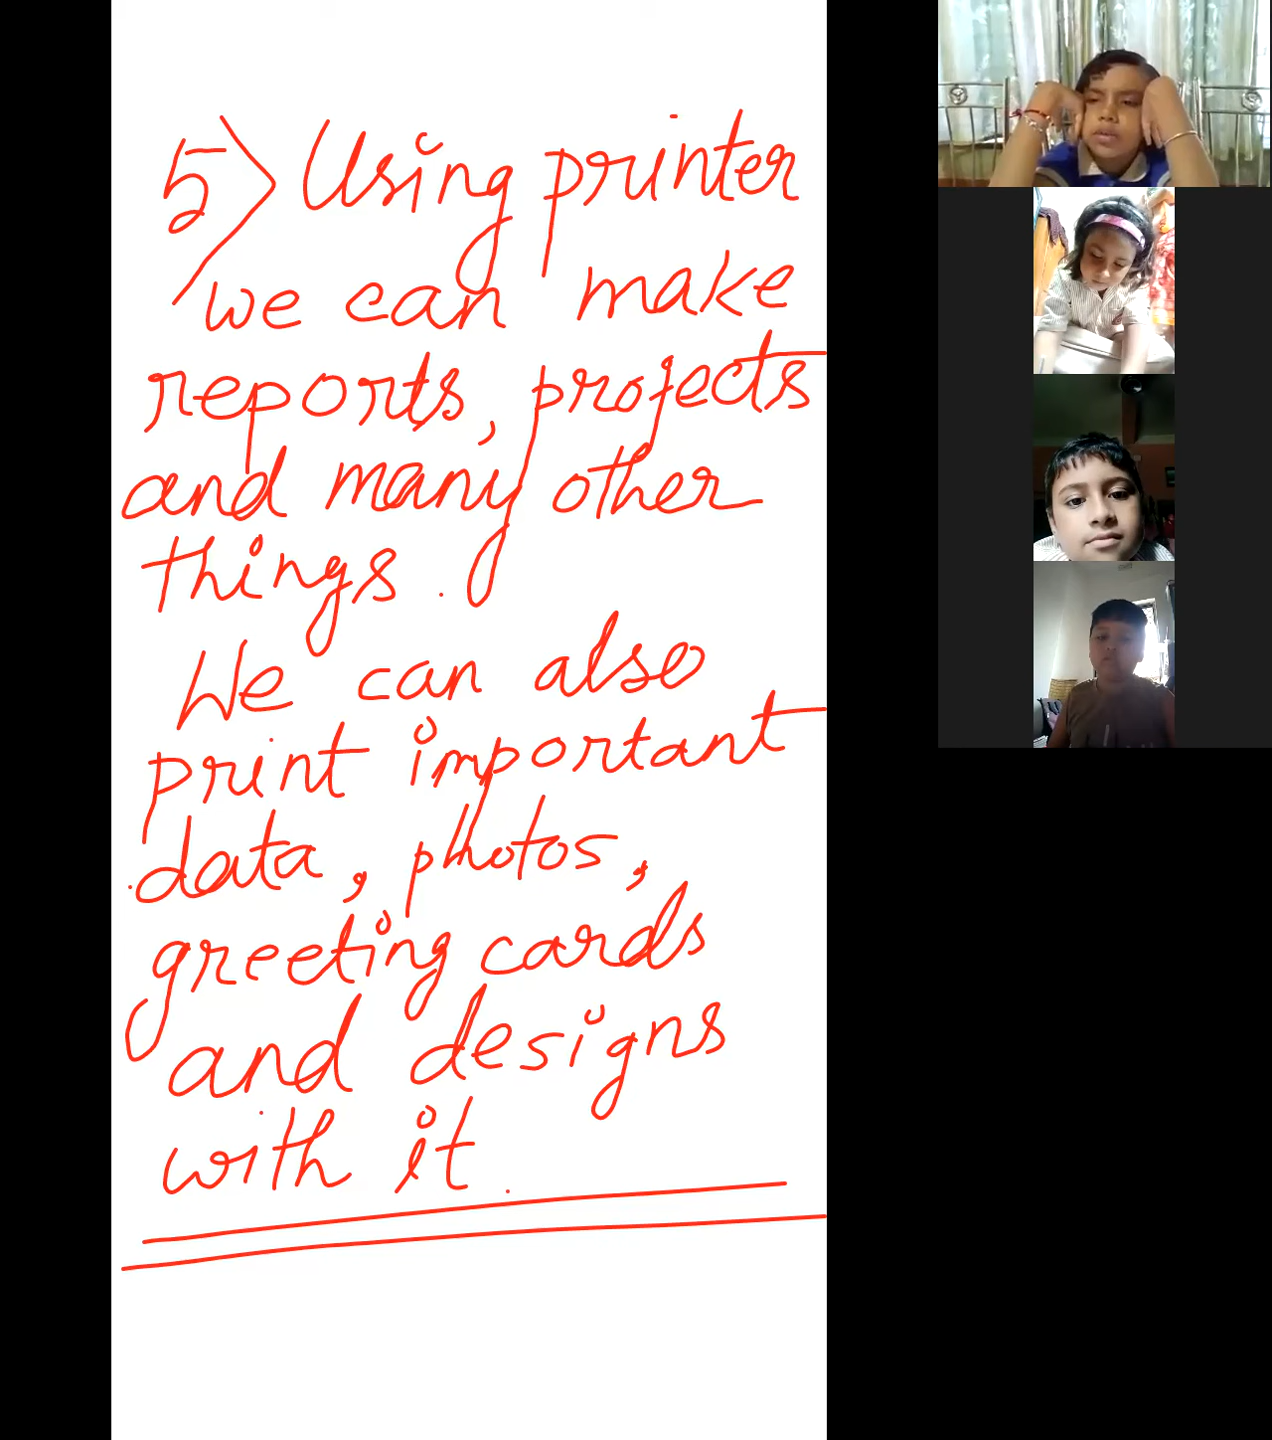 5> Using printer
we can make
reports, projects
and many other
things.
We can also
print important
data, photos,
greeting cards
and designs
with it.